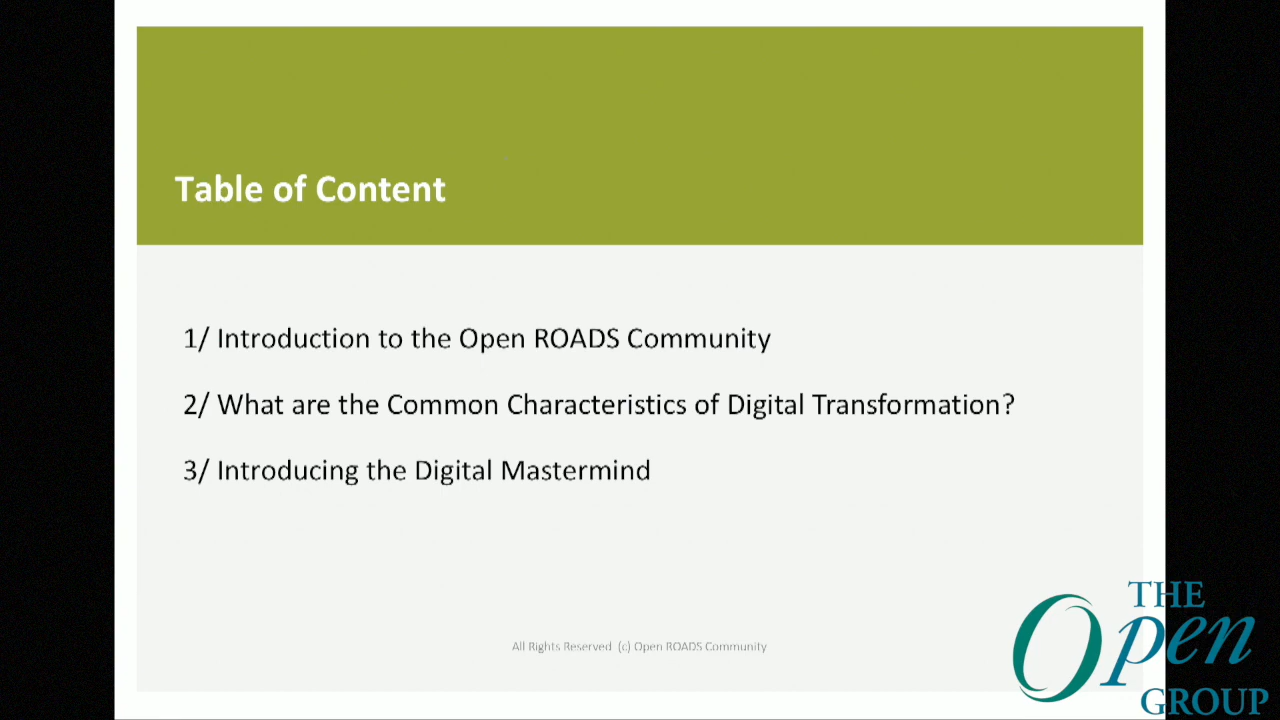 Table of Content
1/ Introduction to the Open ROADS Community
2/ What are the Common Characteristics of Digital Transformation?
3/ Introducing the Digital Mastermind
All Rights Reserved (c) Open ROADS Community
THE
Open
GROUP